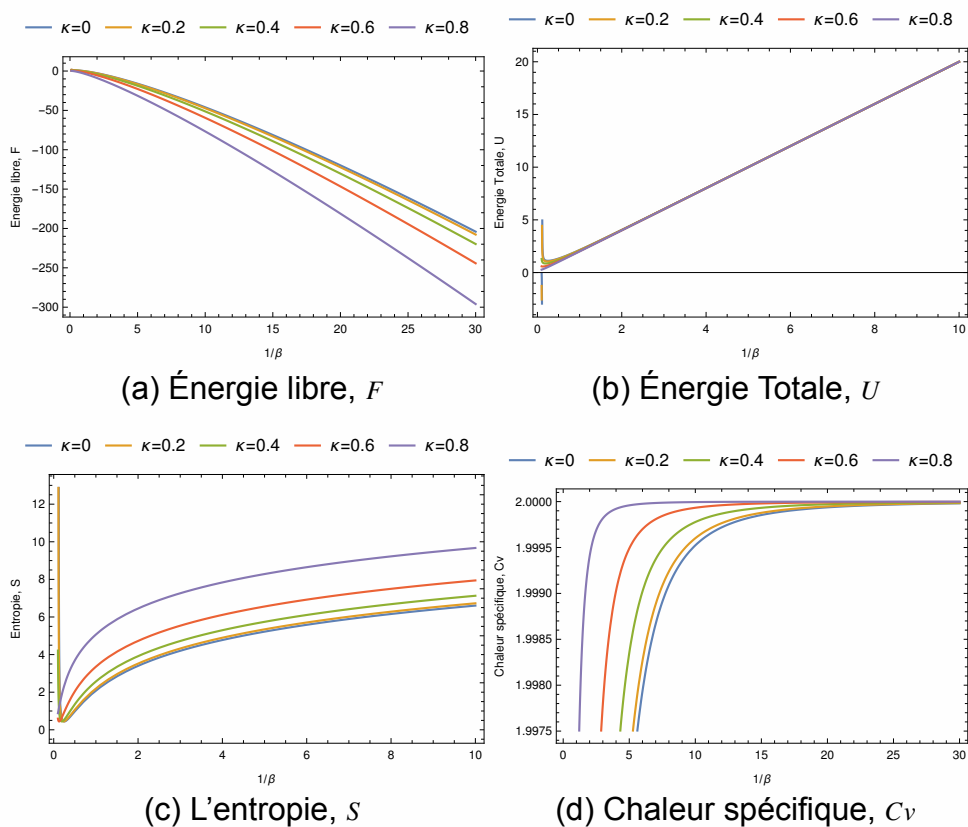 κ=0 κ=0.2 κ=0.4 κ=0.6 κ=0.8
Energie libre, F
0
-50
-100
-150
-200
-250
-300
0 5 10 15 20 25 30
1/β
(a) Énergie libre, F
κ=0 κ=0.2 κ=0.4 κ=0.6 κ=0.8
Energie Totale, U
20
15
10
5
0
0 2 4 6 8 10
1/β
(b) Énergie Totale, U
κ=0 κ=0.2 κ=0.4 κ=0.6 κ=0.8
Entropie, S
12
10
8
6
4
2
0
0 2 4 6 8 10
1/β
(c) L'entropie, S
κ=0 κ=0.2 κ=0.4 κ=0.6 κ=0.8
Chaleur spécifique, Cv
2.0000
1.9995
1.9990
1.9985
1.9980
1.9975
0 5 10 15 20 25 30
1/β
(d) Chaleur spécifique, Cv